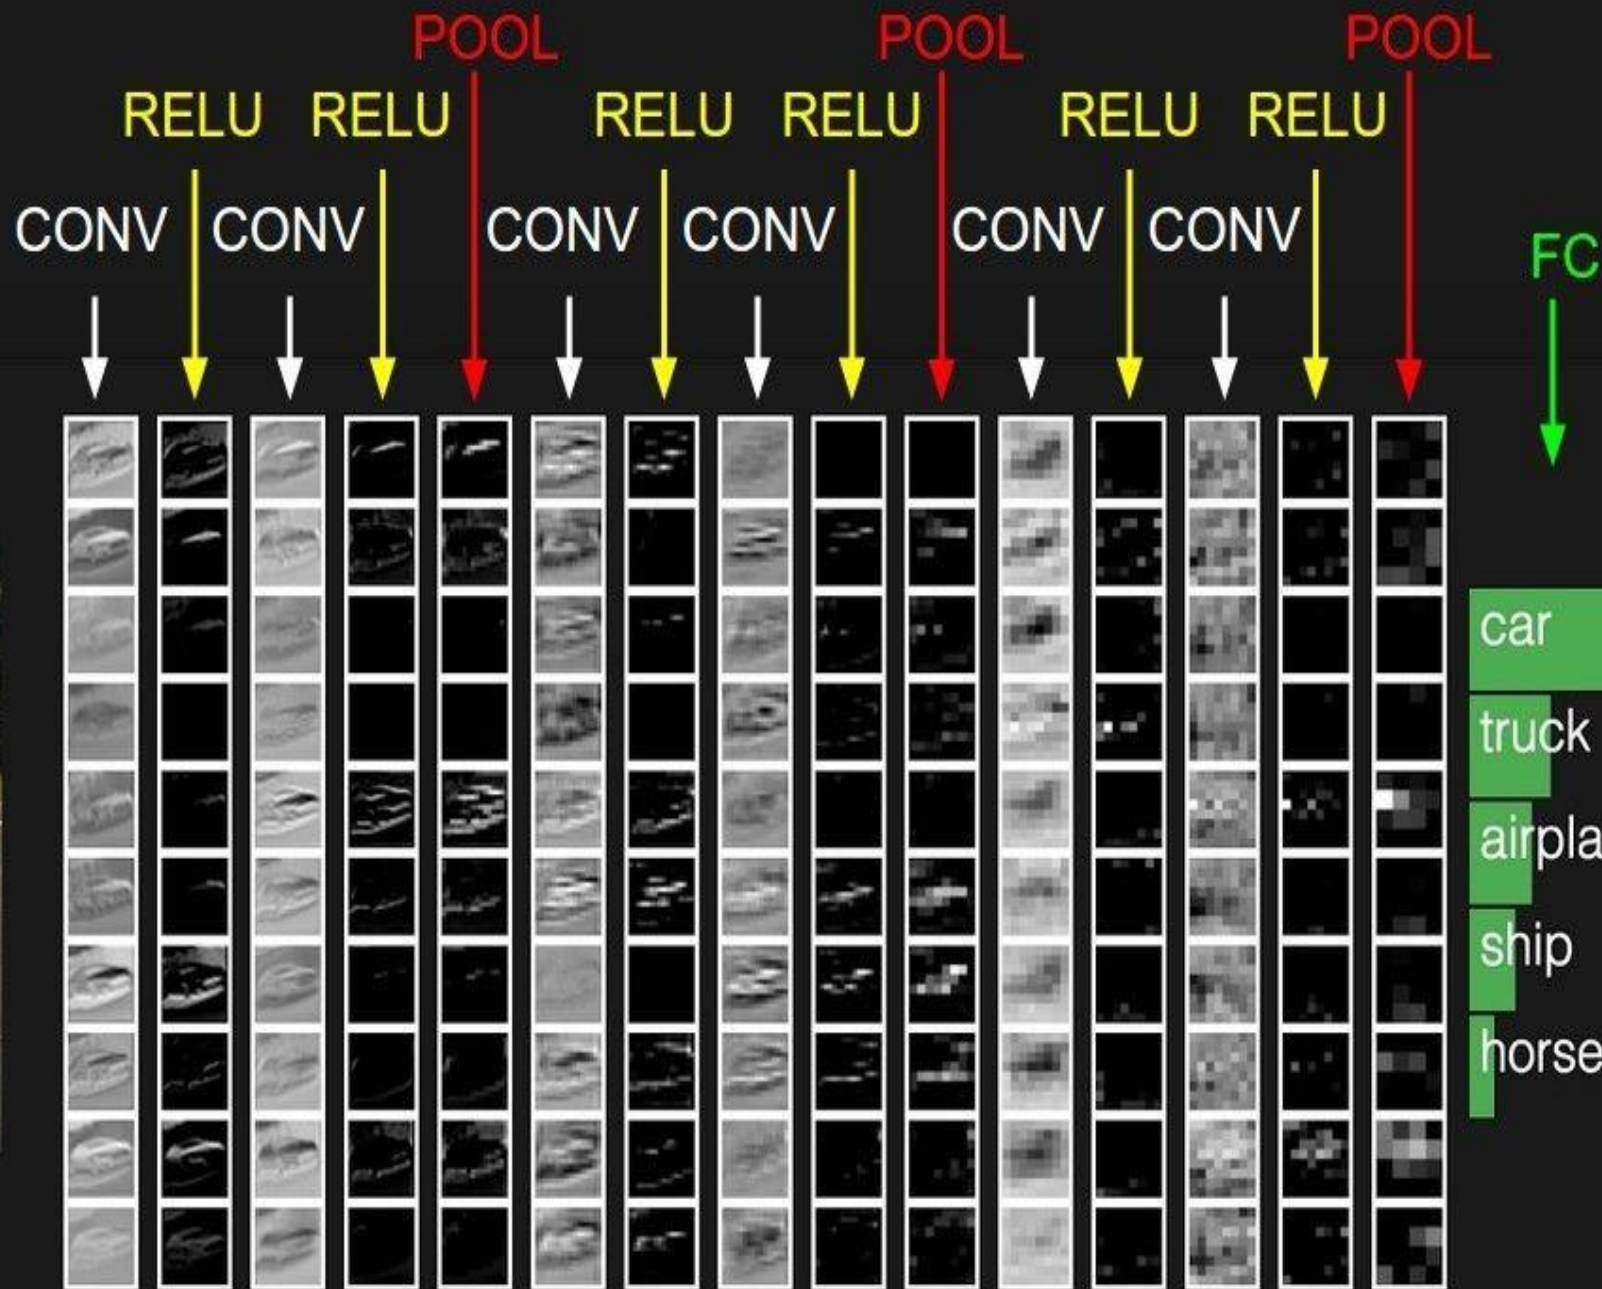 POOL POOL POOL
RELU RELU RELU RELU RELU RELU
CONV CONV CONV CONV CONV CONV
FC
car
truck
airpla
ship
horse